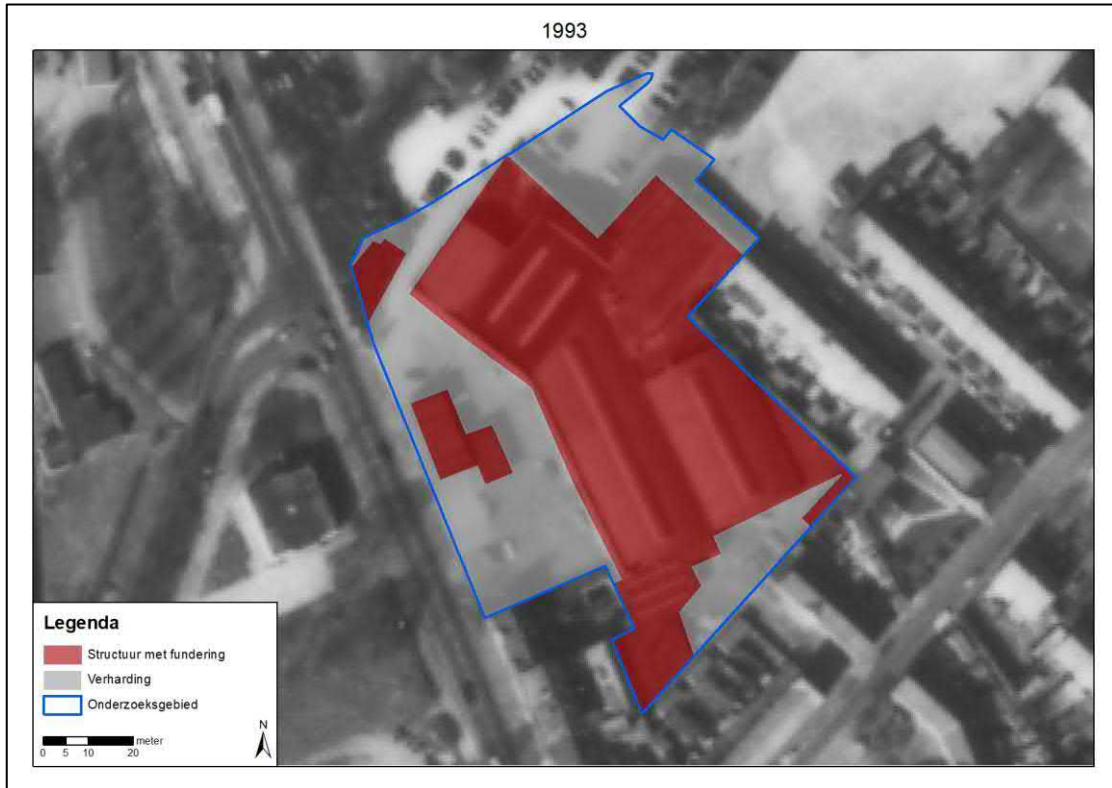 1993
Legenda
Structuur met fundering
Verharding
Onderzoeksgebied
N
meter
0 5 10 20